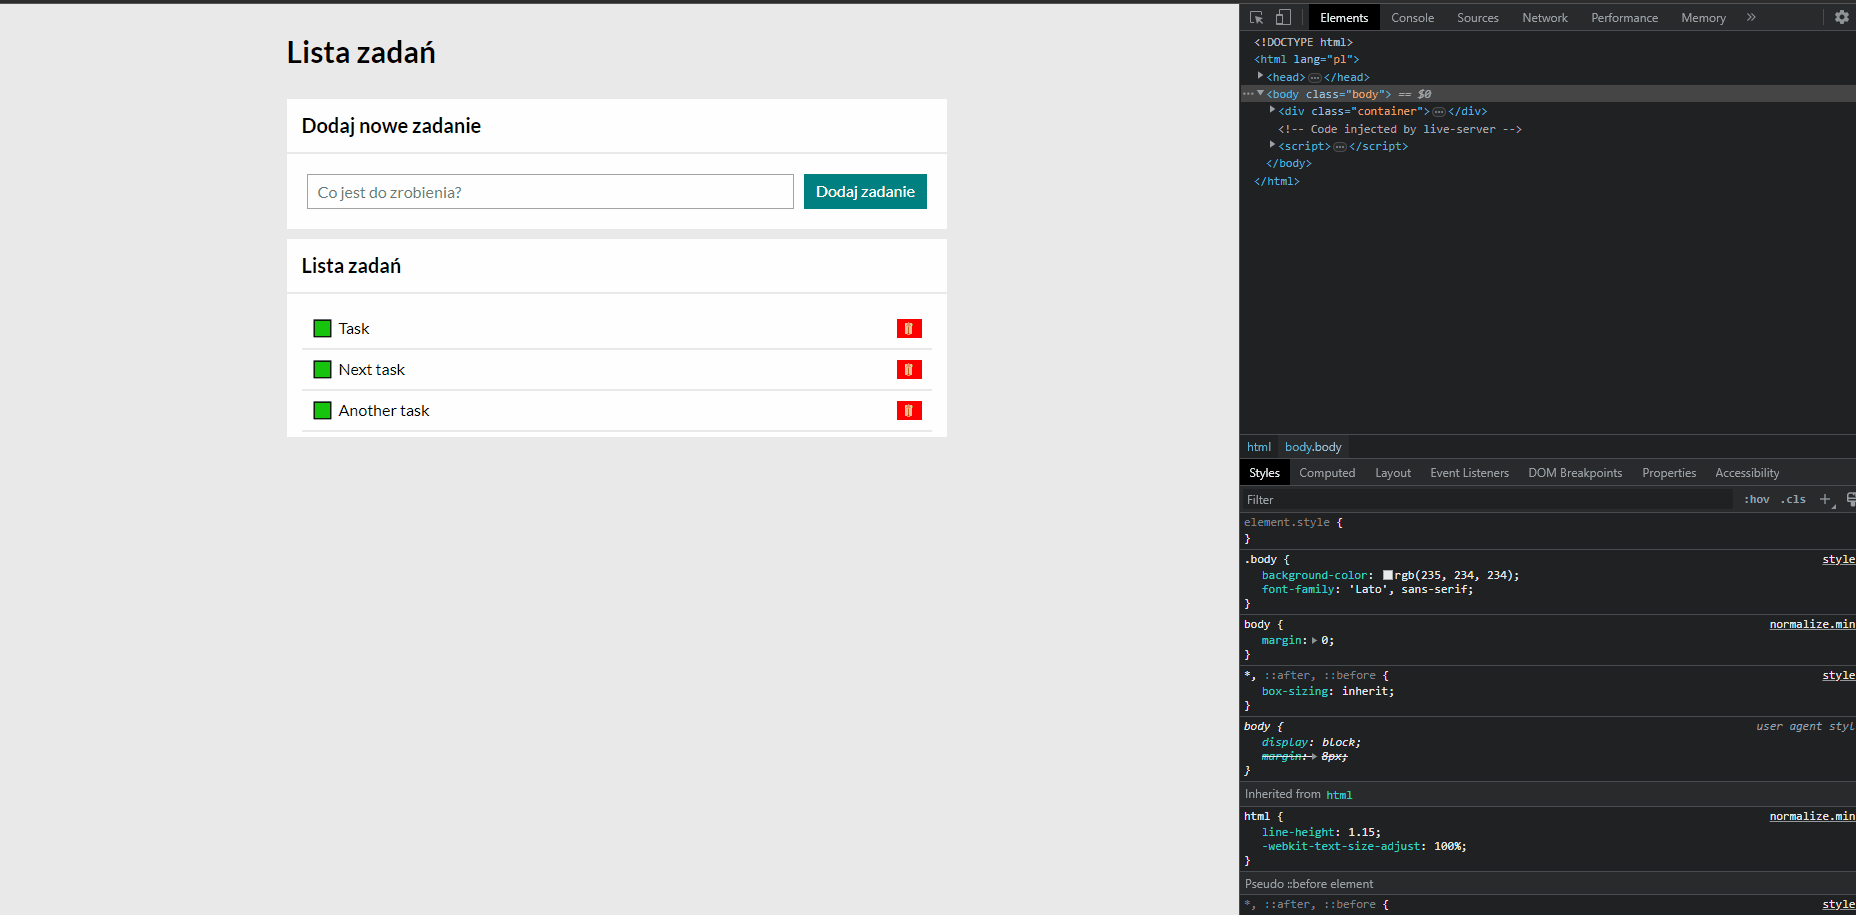 Lista zadań
Dodaj nowe zadanie
Co jest do zrobienia?
Dodaj zadanie
Lista zadań
Task
Next task
Another task
Elements Console Sources Network Performance Memory »
<!DOCTYPE html>
<html lang="pl">
<head>…</head>
<body class="body"> == $0
<div class="container">…</div>
<!-- Code injected by live-server -->
<script>…</script>
</body>
</html>
html body.body
Styles Computed Layout Event Listeners DOM Breakpoints Properties Accessibility
Filter :hov .cls +
element.style {
}
.body { style
background-color: rgb(235, 234, 234);
font-family: 'Lato', sans-serif;
}
body { normalize.min
margin: 0;
}
*, ::after, ::before { style
box-sizing: inherit;
}
body { user agent styl
display: block;
margin: 8px;
}
Inherited from html
html { normalize.min
line-height: 1.15;
-webkit-text-size-adjust: 100%;
}
Pseudo ::before element
*, ::after, ::before { style